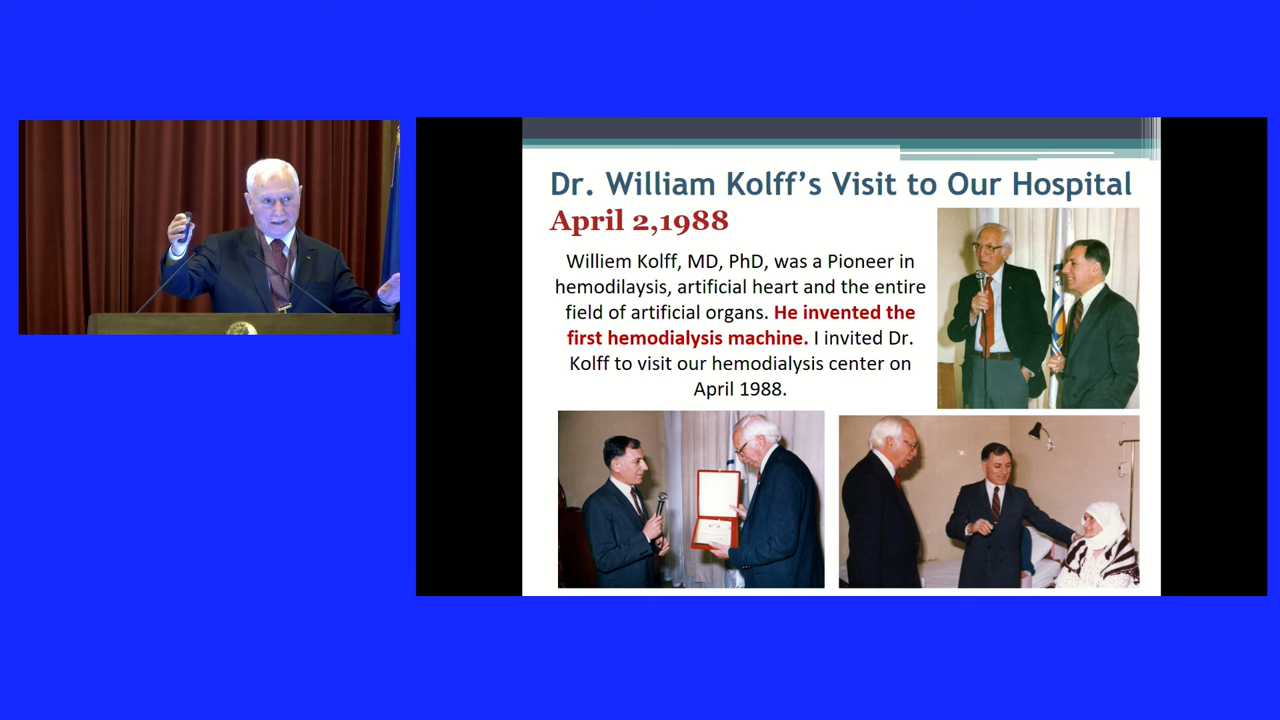 Dr. William Kolff’s Visit to Our Hospital
April 2,1988
Williem Kolff, MD, PhD, was a Pioneer in
hemodilaysis, artificial heart and the entire
field of artificial organs. He invented the
first hemodialysis machine. I invited Dr.
Kolff to visit our hemodialysis center on
April 1988.